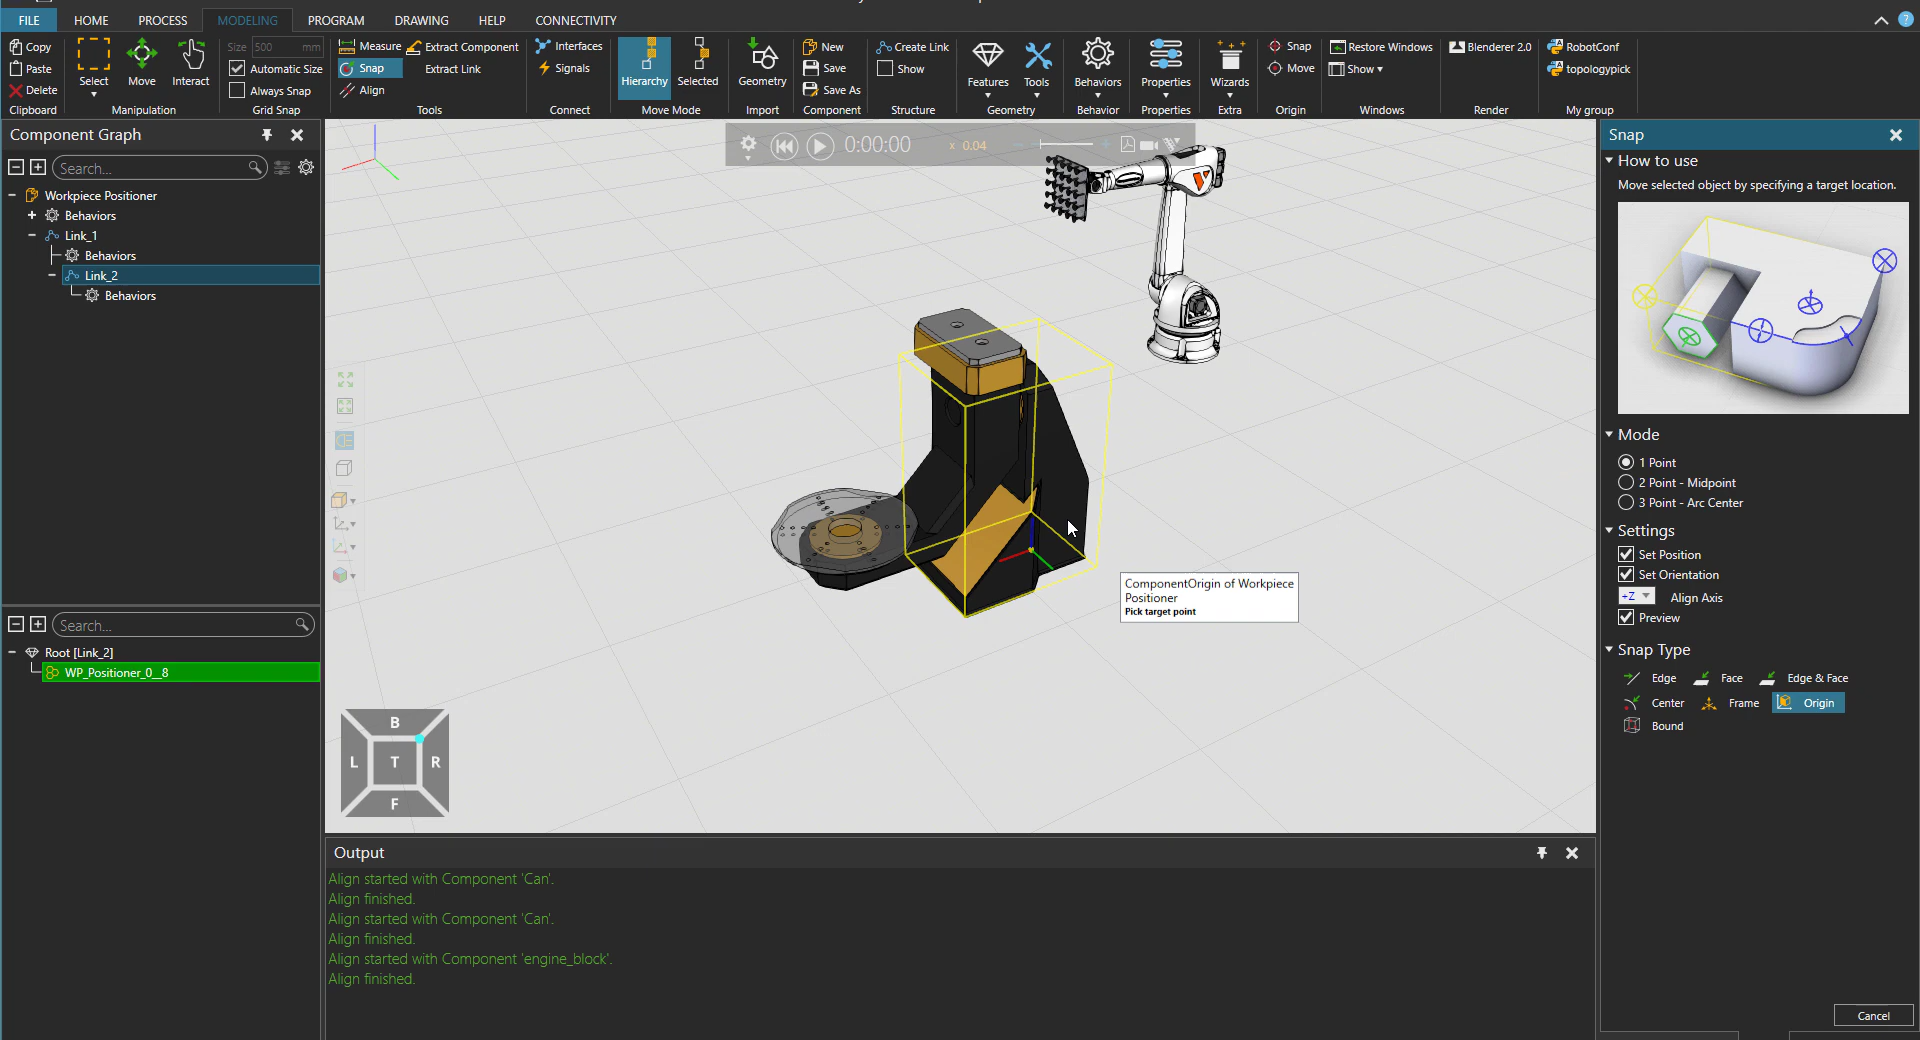 FILE HOME PROCESS MODELING PROGRAM DRAWING HELP CONNECTIVITY
Copy
Paste
Delete
Clipboard
Select
Move
Interact
Manipulation
Size 500 mm
Automatic Size
Always Snap
Grid Snap
Measure
Snap
Align
Extract Component
Extract Link
Tools
Interfaces
Signals
Connect
Hierarchy
Selected
Move Mode
Geometry
Import
New
Save
Save As
Component
Create Link
Show
Structure
Features
Tools
Geometry
Behaviors
Behavior
Properties
Properties
Wizards
Extra
Snap
Move
Origin
Restore Windows
Show
Windows
Blenderer 2.0
Render
RobotConf
topologypick
My group
Component Graph
Search...
Workpiece Positioner
Behaviors
Link_1
Behaviors
Link_2
Behaviors
Search...
Root [Link_2]
WP_Positioner_0__8
0:00:00
x 0.04
ComponentOrigin of Workpiece
Positioner
Pick target point
B
L T R
F
Output
Align started with Component 'Can'.
Align finished.
Align started with Component 'Can'.
Align finished.
Align started with Component 'engine_block'.
Align finished.
Snap
How to use
Move selected object by specifying a target location.
Mode
1 Point
2 Point - Midpoint
3 Point - Arc Center
Settings
Set Position
Set Orientation
+Z Align Axis
Preview
Snap Type
Edge Face Edge & Face
Center Frame Origin
Bound
Cancel